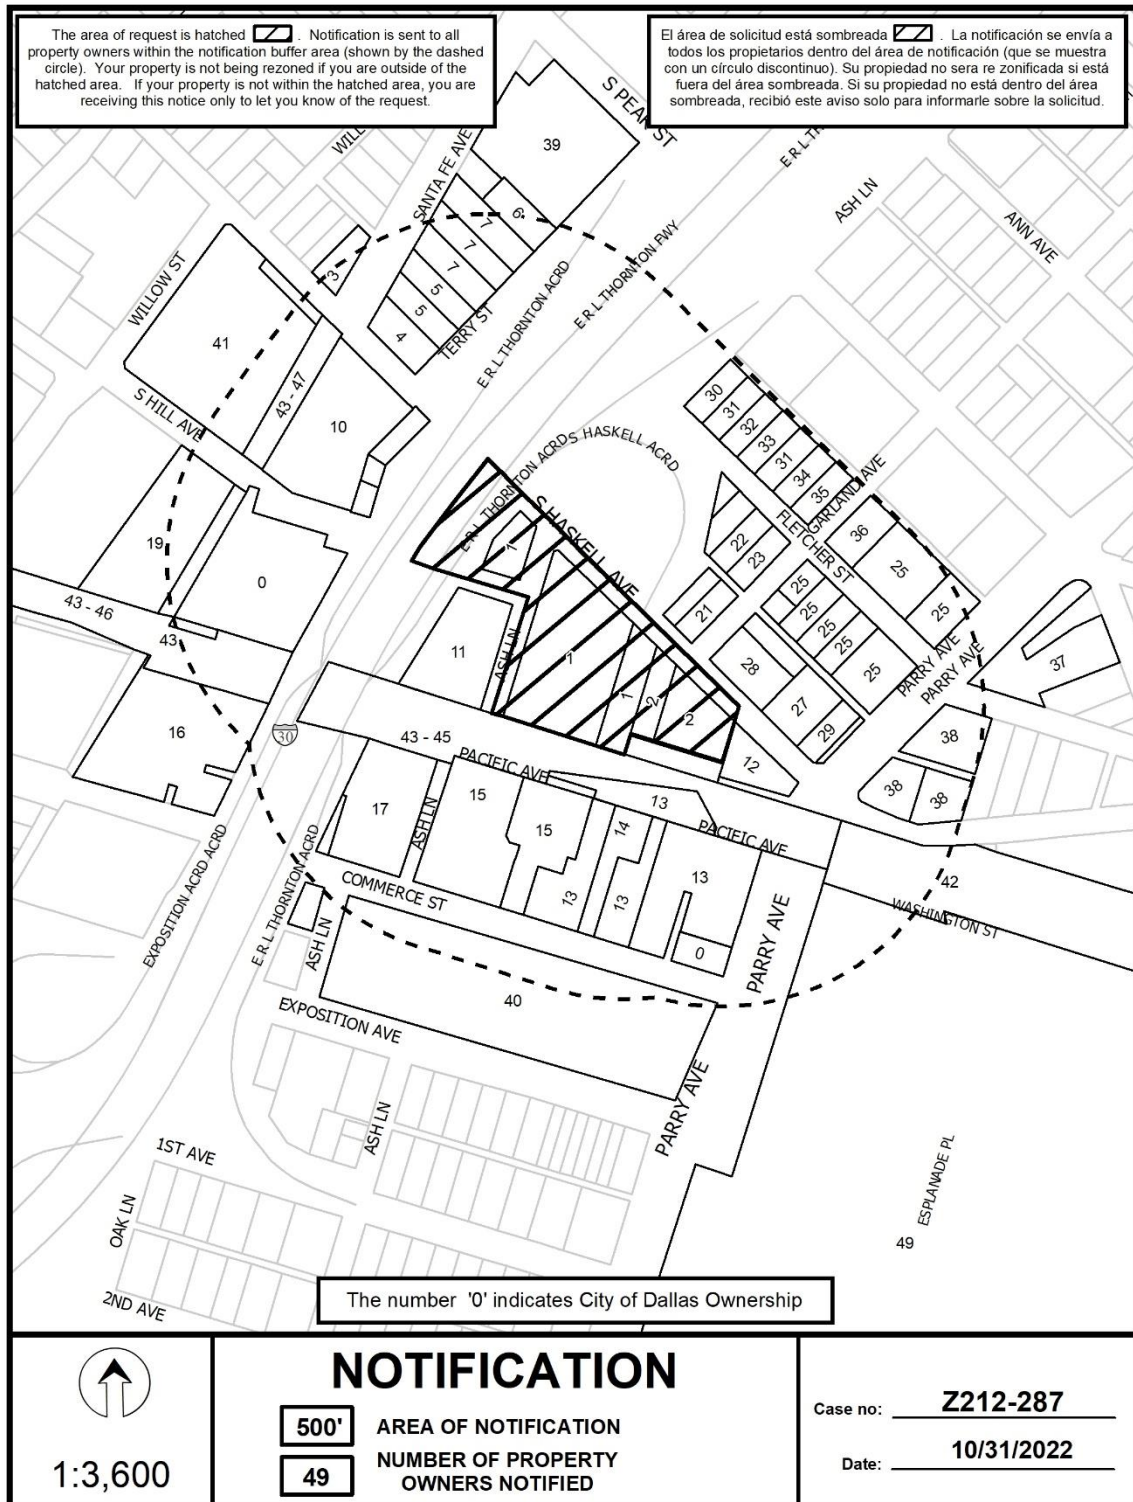 The area of request is hatched . Notification is sent to all
property owners within the notification buffer area (shown by the dashed
circle). Your property is not being rezoned if you are outside of the
hatched area. If your property is not within the hatched area, you are
receiving this notice only to let you know of the request.
El área de solicitud está sombreada . La notificación se envía a
todos los propietarios dentro del área de notificación (que se muestra
con un círculo discontinuo). Su propiedad no sera re zonificada si está
fuera del área sombreada. Si su propiedad no está dentro del área
sombreada, recibió este aviso solo para informarle sobre la solicitud.
S PEAK ST
39
SANTA FE AVE
ASH LN
ANN AVE
6
7
7
7
5
5
4
3
WILLOW ST
TERRY ST
E R L THORNTON ACRD
E R L THORNTON FWY
41
43 - 47
10
S HILL AVE
30
31
32
33
31
34
35
GARLAND AVE
S HASKELL ACRD
E R L THORNTON ACRD
S HASKELL AVE
FLETCHER ST
36
25
25
22
23
21
25
25
25
25
25
19
0
1
1
1
2
2
11
ASH LN
28
27
29
12
PARRY AVE
PARRY AVE
37
38
38
38
43 - 46
43
16
30
43 - 45
PACIFIC AVE
PACIFIC AVE
17
ASH LN
15
15
13
14
13
13
13
0
42
WASHINGTON ST
COMMERCE ST
PARRY AVE
EXPOSITION ACRD ACRD
E R L THORNTON ACRD
ASH LN
40
EXPOSITION AVE
PARRY AVE
ASH LN
1ST AVE
OAK LN
2ND AVE
ESPLANADE PL
49
The number '0' indicates City of Dallas Ownership
1:3,600
NOTIFICATION
500' AREA OF NOTIFICATION
49 NUMBER OF PROPERTY
OWNERS NOTIFIED
Case no: Z212-287
Date: 10/31/2022